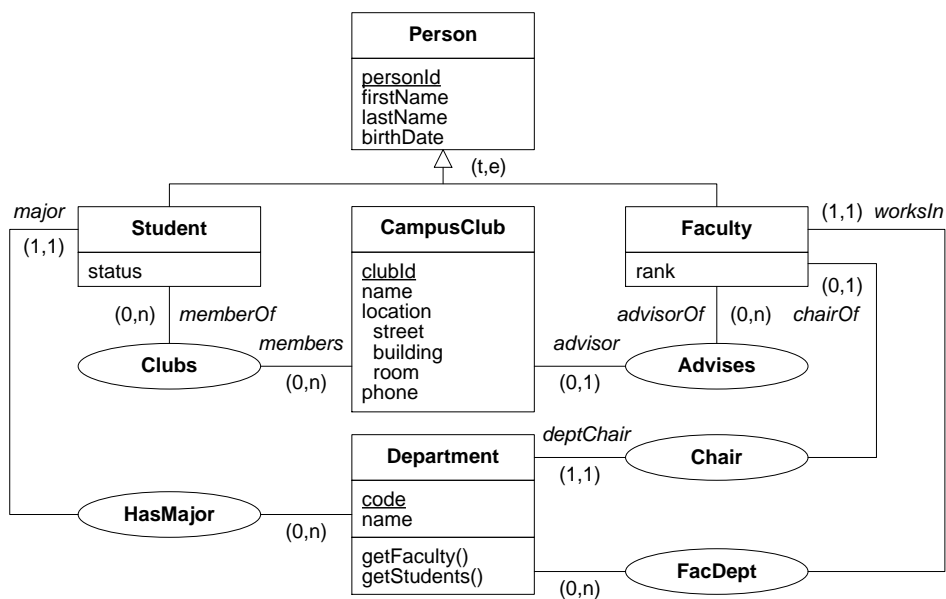 Person
personId
firstName
lastName
birthDate
(t,e)
major
(1,1)
Student
status
CampusClub
clubId
name
location
street
building
room
phone
Faculty
rank
(1,1) worksIn
(0,1)
chairOf
(0,n) memberOf
Clubs
members
(0,n)
advisorOf (0,n)
advisor
(0,1)
Advises
Department
code
name
getFaculty()
getStudents()
deptChair
(1,1)
Chair
HasMajor
(0,n)
(0,n)
FacDept